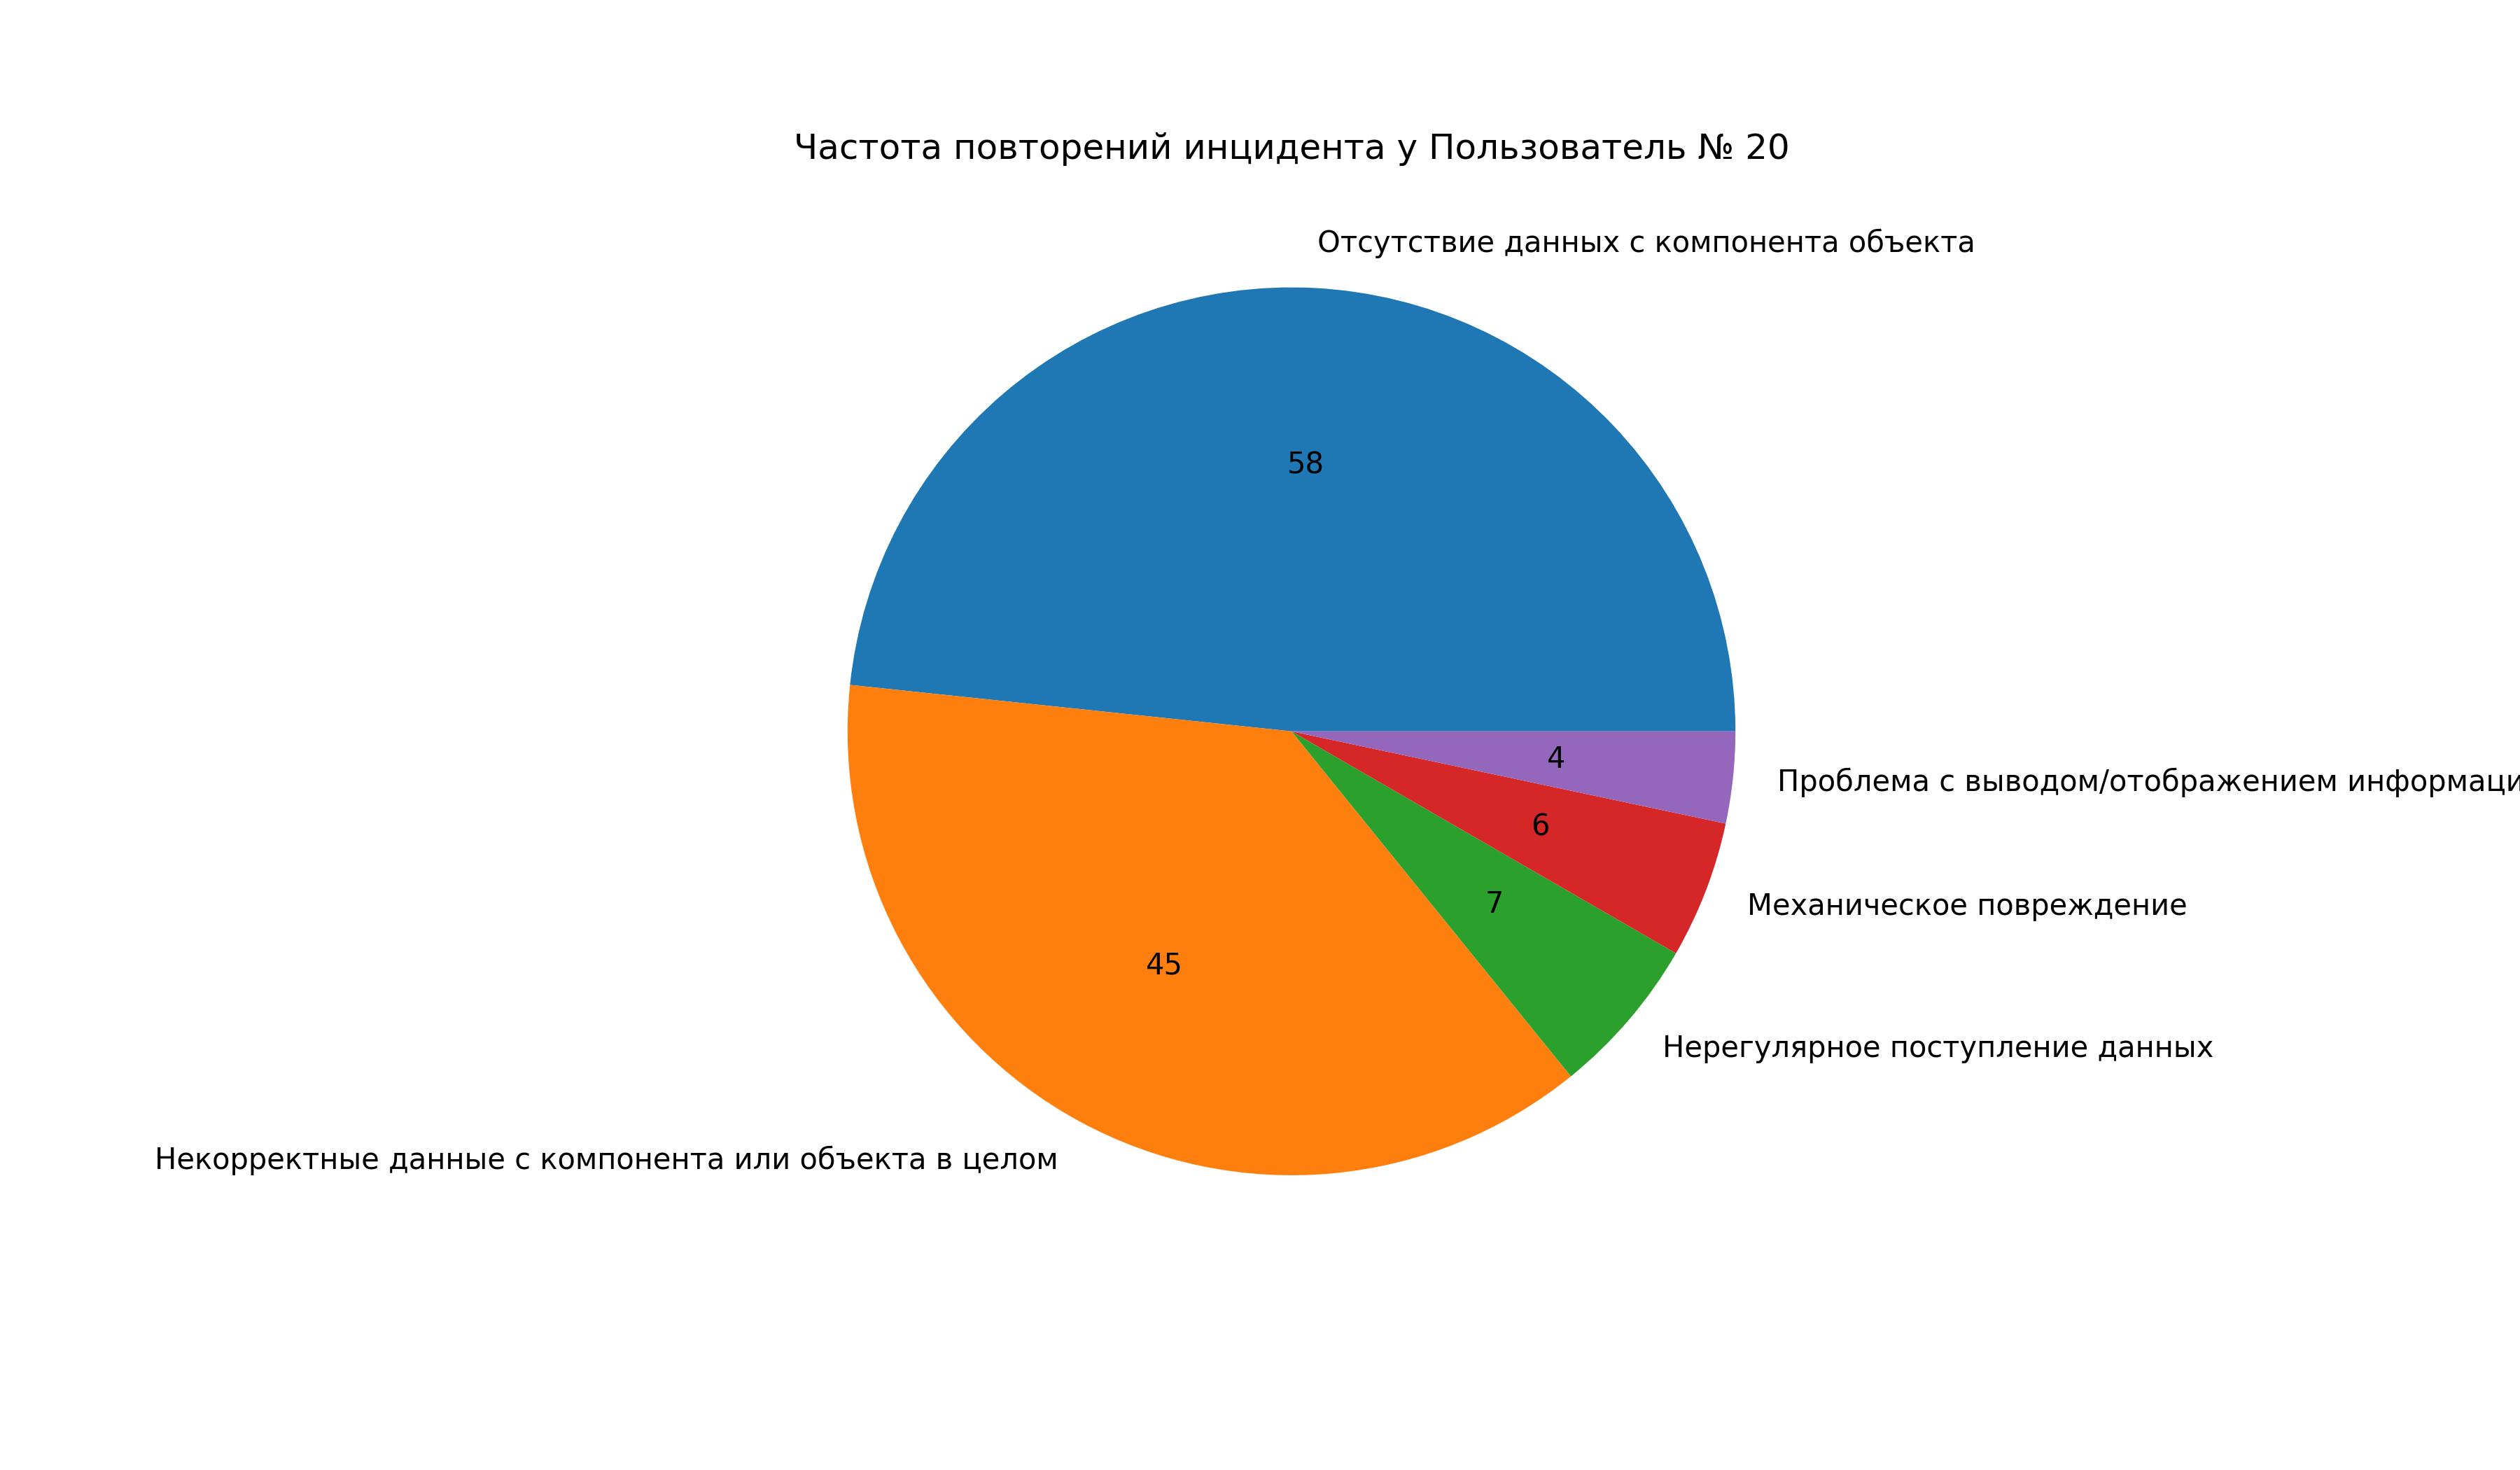 Частота повторений инцидента у Пользователь № 20
Отсутствие данных с компонента объекта
58
4
Проблема с выводом/отображением информаци
6
Механическое повреждение
7
45
Нерегулярное поступление данных
Некорректные данные с компонента или объекта в целом